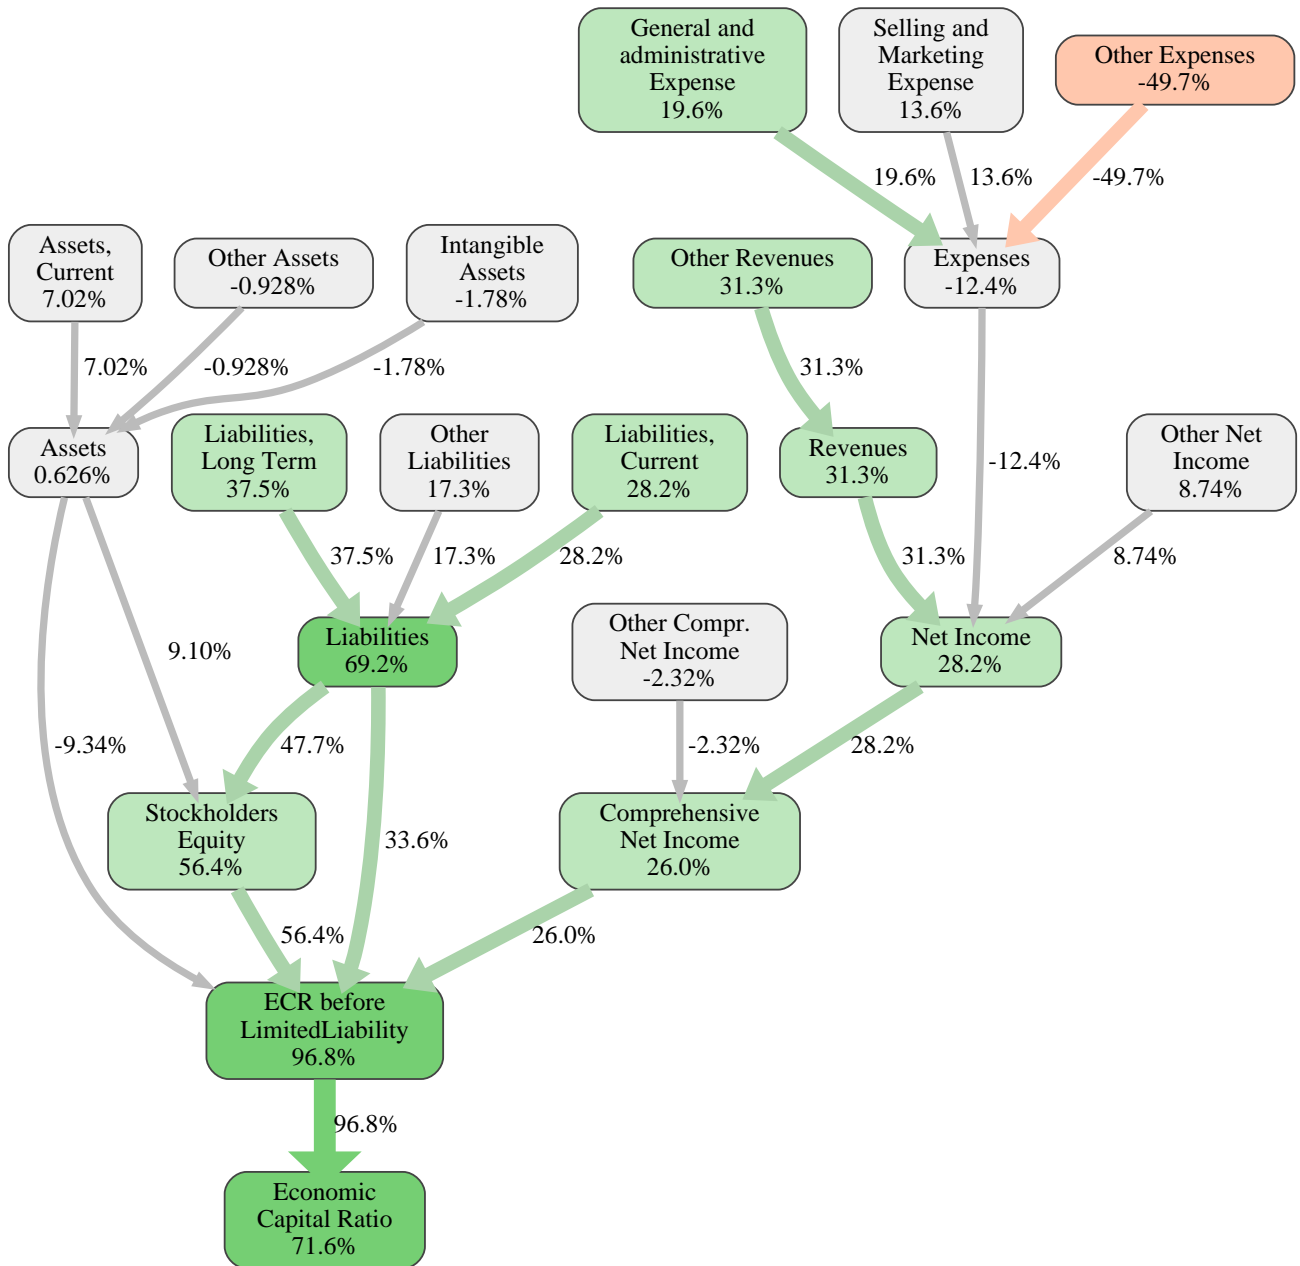 General and
administrative
Expense
19.6%
Selling and
Marketing
Expense
13.6%
Other Expenses
-49.7%
19.6%
13.6%
-49.7%
Assets,
Current
7.02%
Other Assets
-0.928%
Intangible
Assets
-1.78%
Other Revenues
31.3%
Expenses
-12.4%
7.02%
-0.928%
-1.78%
31.3%
-12.4%
Assets
0.626%
Liabilities,
Long Term
37.5%
Other
Liabilities
17.3%
Liabilities,
Current
28.2%
Revenues
31.3%
Other Net
Income
8.74%
37.5%
17.3%
28.2%
31.3%
8.74%
9.10%
-9.34%
Liabilities
69.2%
Other Compr.
Net Income
-2.32%
Net Income
28.2%
47.7%
33.6%
-2.32%
28.2%
Stockholders
Equity
56.4%
Comprehensive
Net Income
26.0%
56.4%
26.0%
ECR before
LimitedLiability
96.8%
96.8%
Economic
Capital Ratio
71.6%